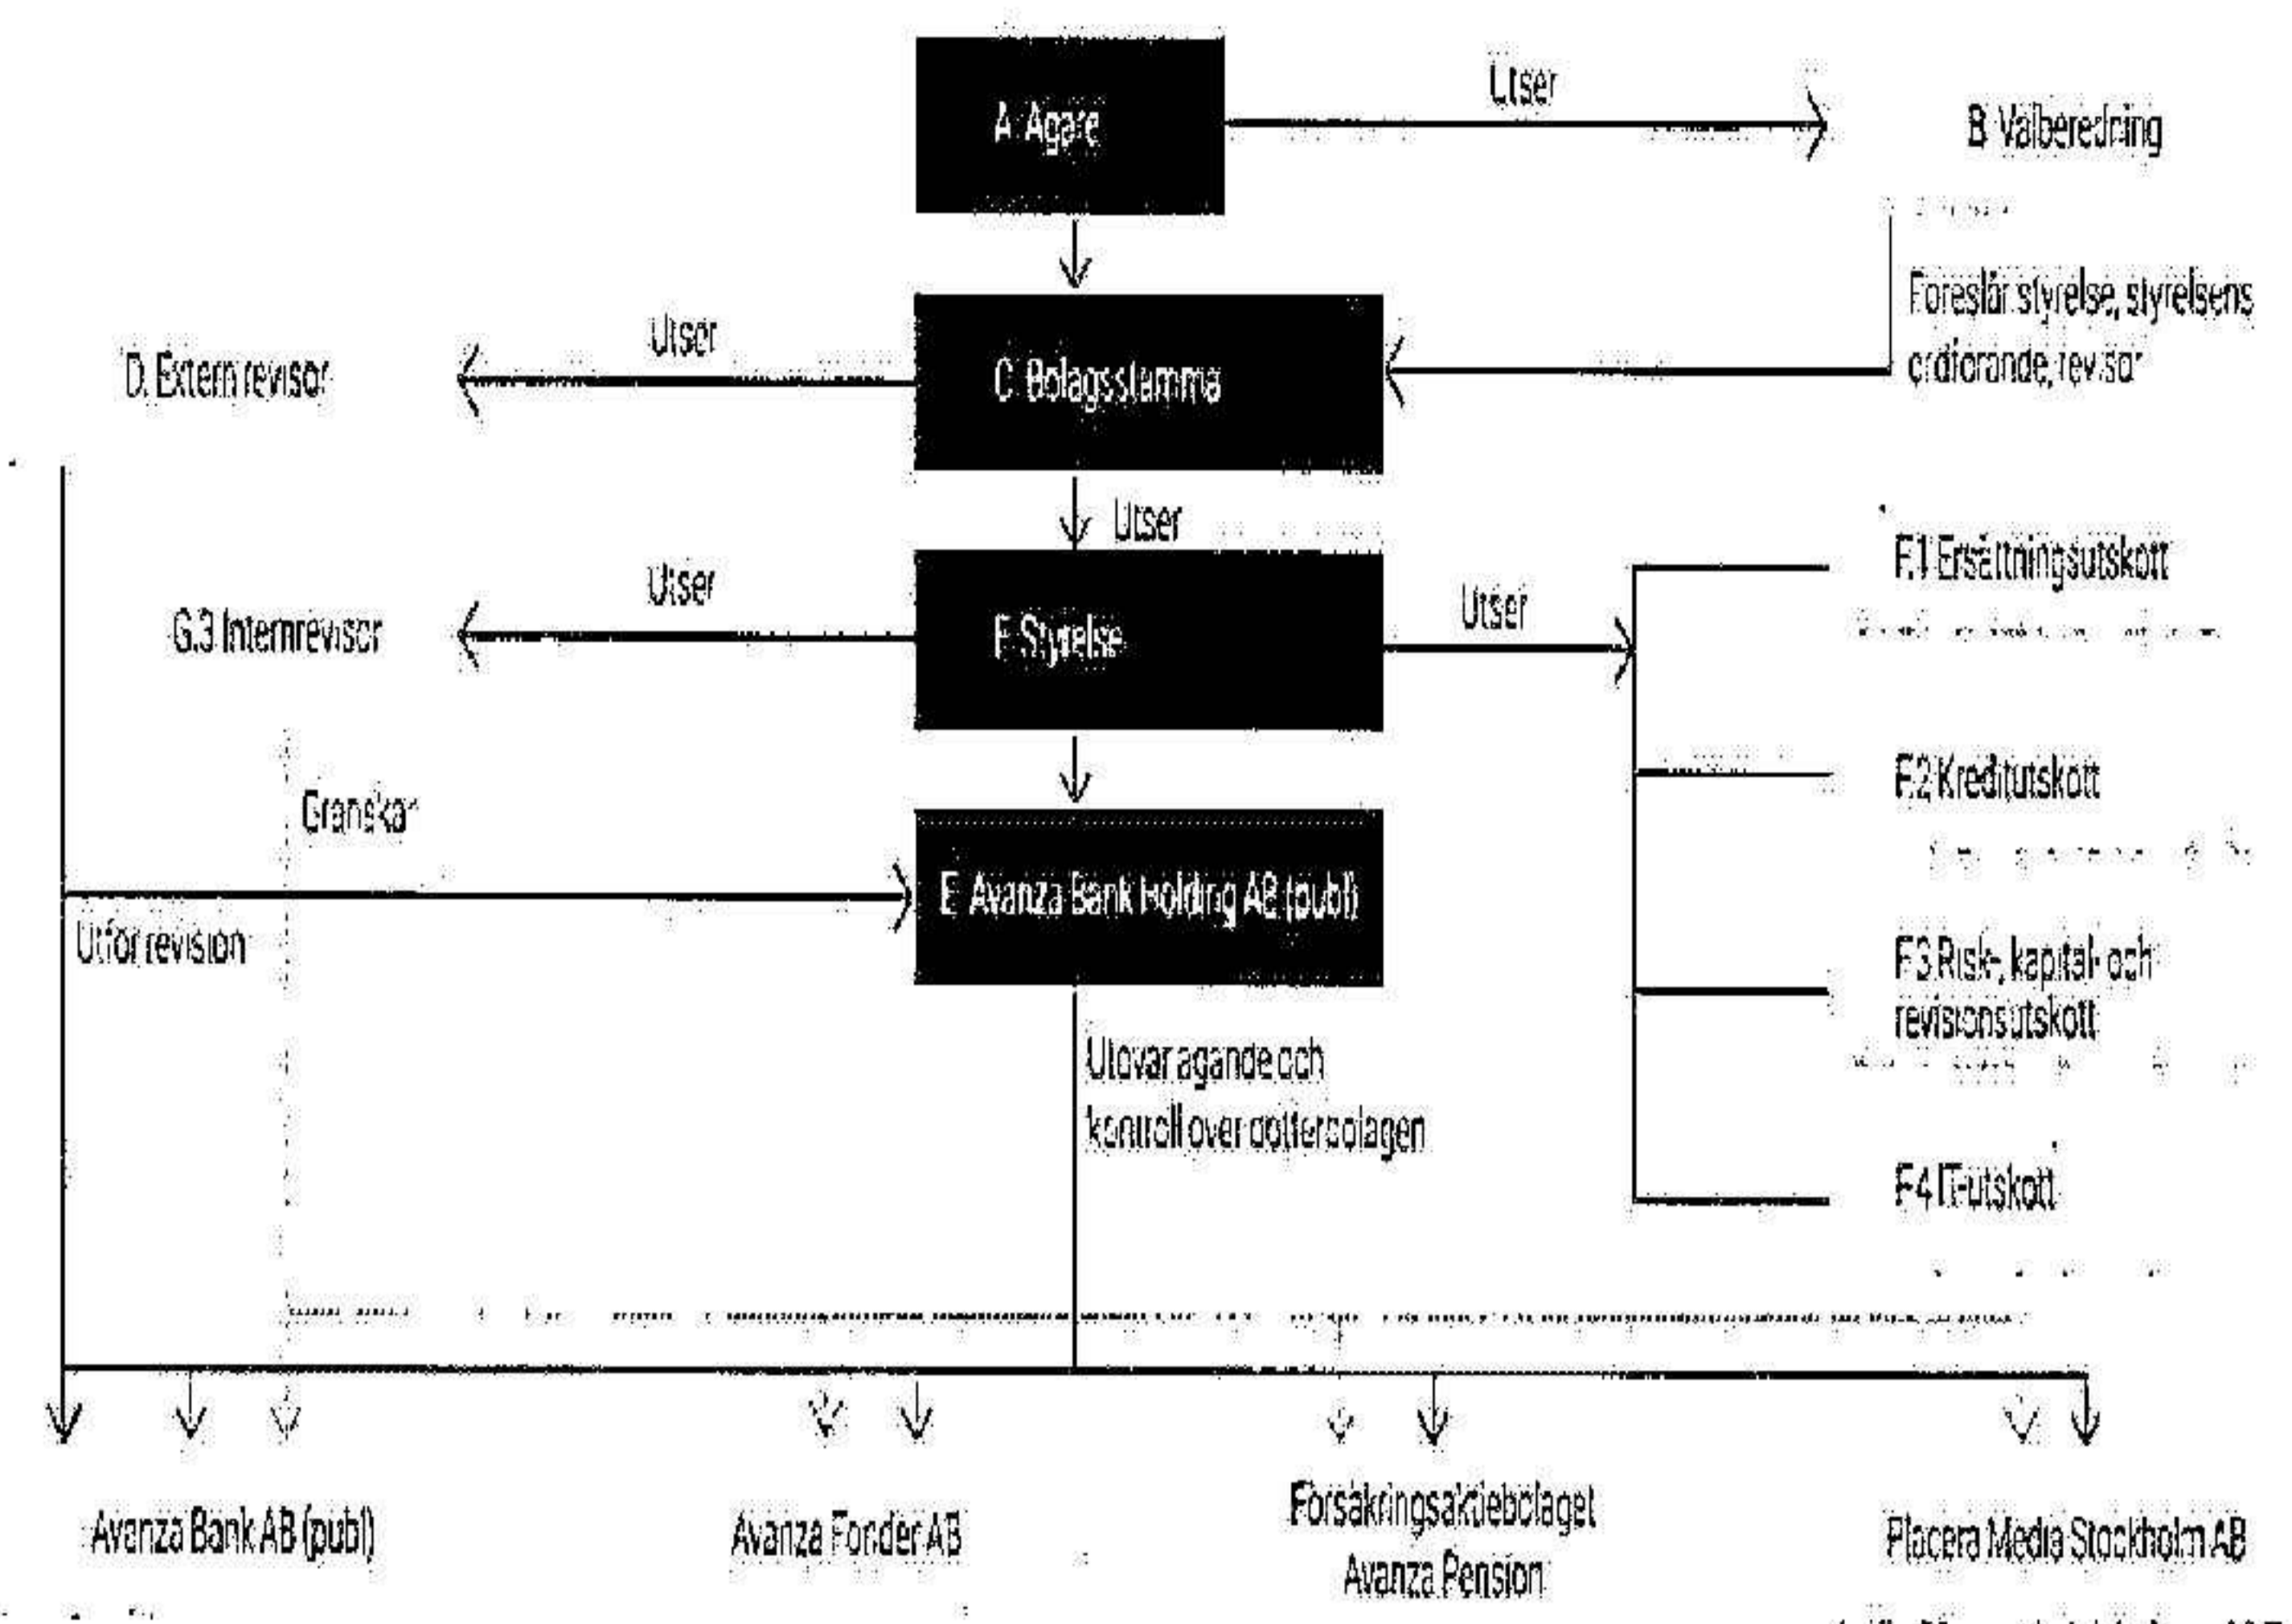 A. Ägare
Utser
B. Valberedning
Föreslår styrelse, styrelsens
ordförande, revisor
D. Extern revisor
Utser
C. Bolagsstämma
Utser
F.1 Ersättningsutskott
G.3 Internrevisor
Utser
F. Styrelse
Utser
F.2 Kreditutskott
Granskar
E. Avanza Bank Holding AB (publ)
Utför revision
F.3 Risk-, kapital- och
revisionsutskott
Utövar ägande och
kontroll över dotterbolagen
F.4 IT-utskott
Avanza Bank AB (publ)
Avanza Fonder AB
Försäkringsaktiebolaget
Avanza Pension
Placera Media Stockholm AB